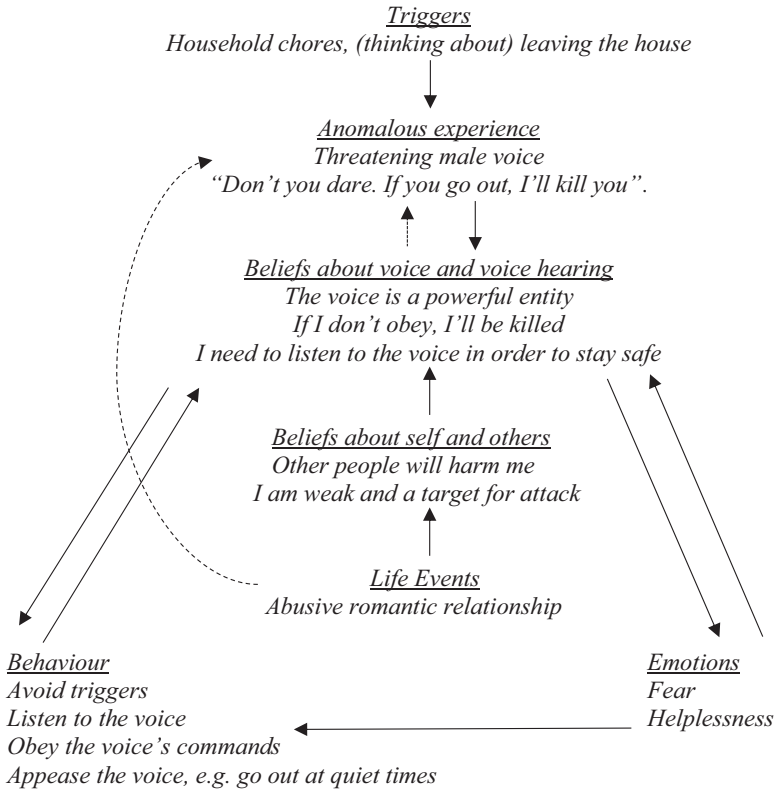 Triggers
Household chores, (thinking about) leaving the house
Anomalous experience
Threatening male voice
“Don’t you dare. If you go out, I’ll kill you”.
Beliefs about voice and voice hearing
The voice is a powerful entity
If I don’t obey, I’ll be killed
I need to listen to the voice in order to stay safe
Beliefs about self and others
Other people will harm me
I am weak and a target for attack
Life Events
Abusive romantic relationship
Behaviour
Avoid triggers
Listen to the voice
Obey the voice’s commands
Appease the voice, e.g. go out at quiet times
Emotions
Fear
Helplessness